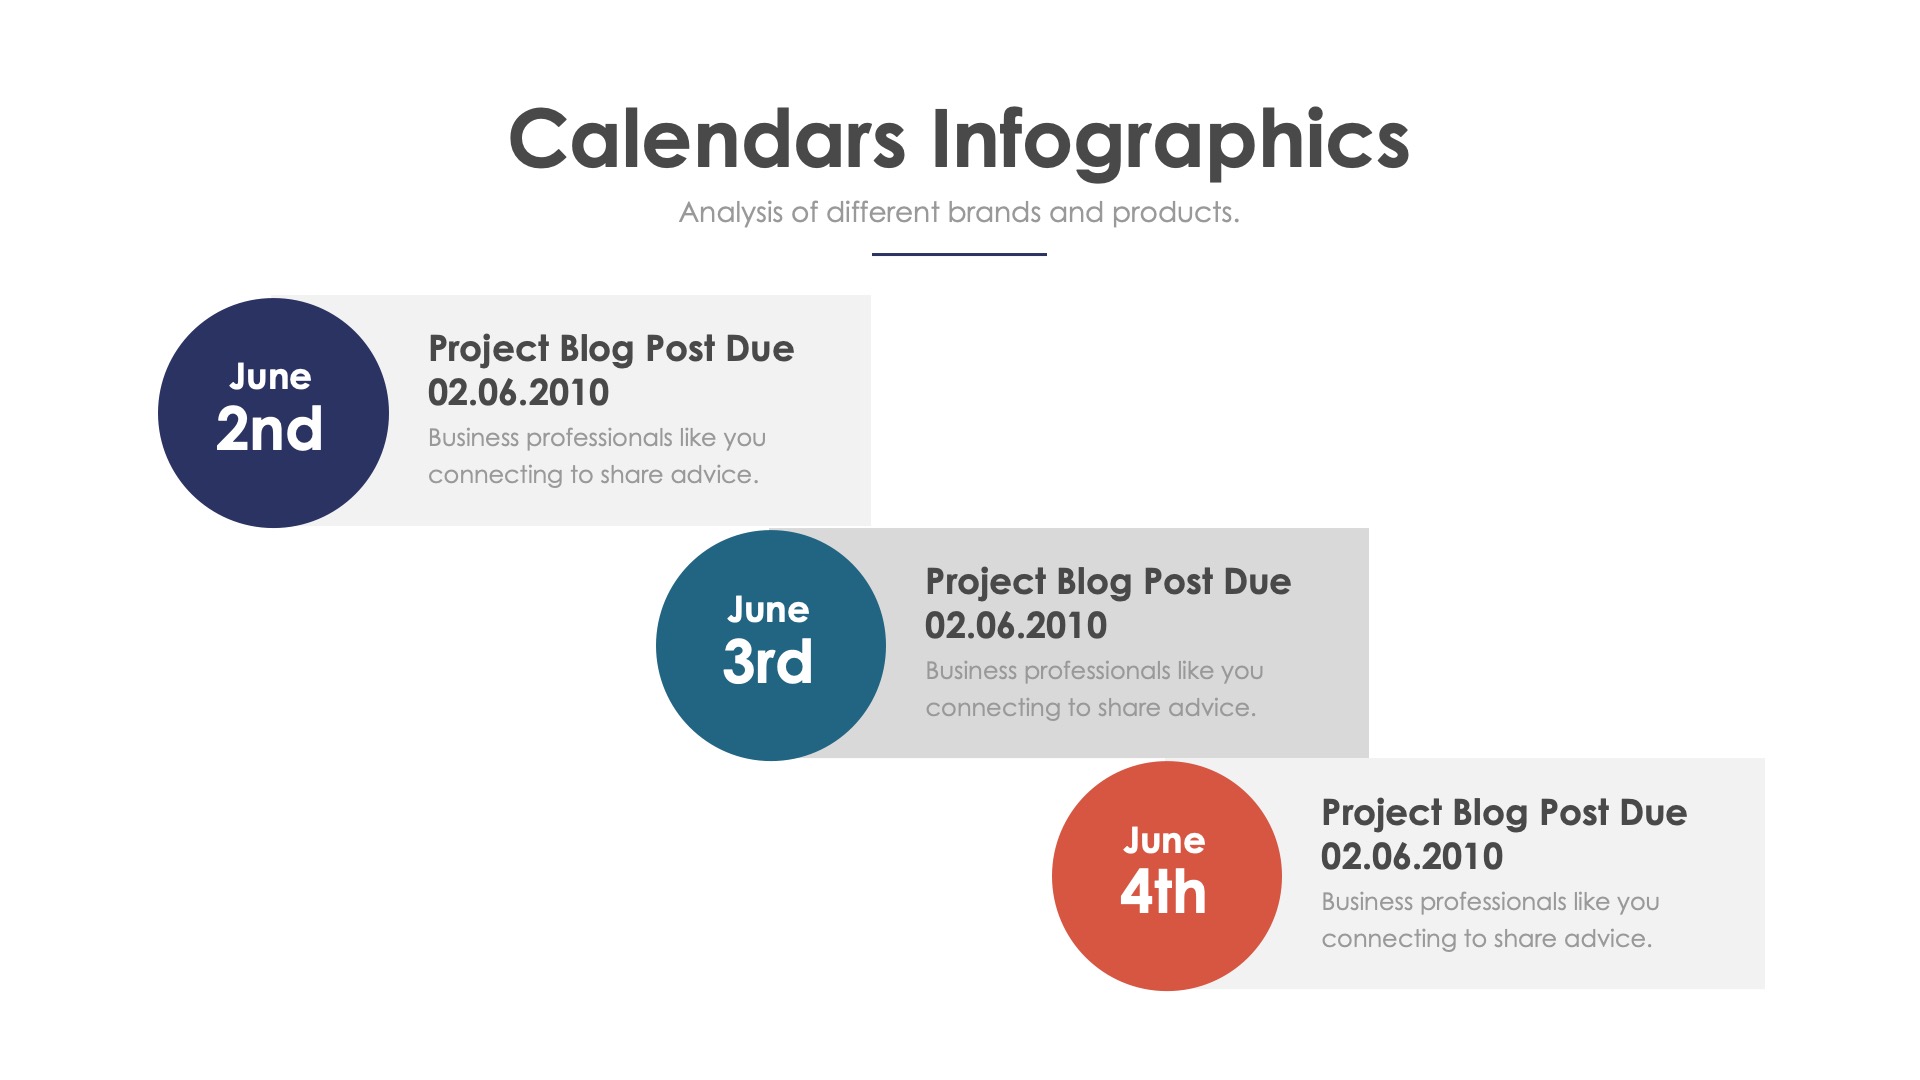 Calendars Infographics
Analysis of different brands and products.
June
2nd
Project Blog Post Due
02.06.2010
Business professionals like you
connecting to share advice.
June
3rd
Project Blog Post Due
02.06.2010
Business professionals like you
connecting to share advice.
June
4th
Project Blog Post Due
02.06.2010
Business professionals like you
connecting to share advice.